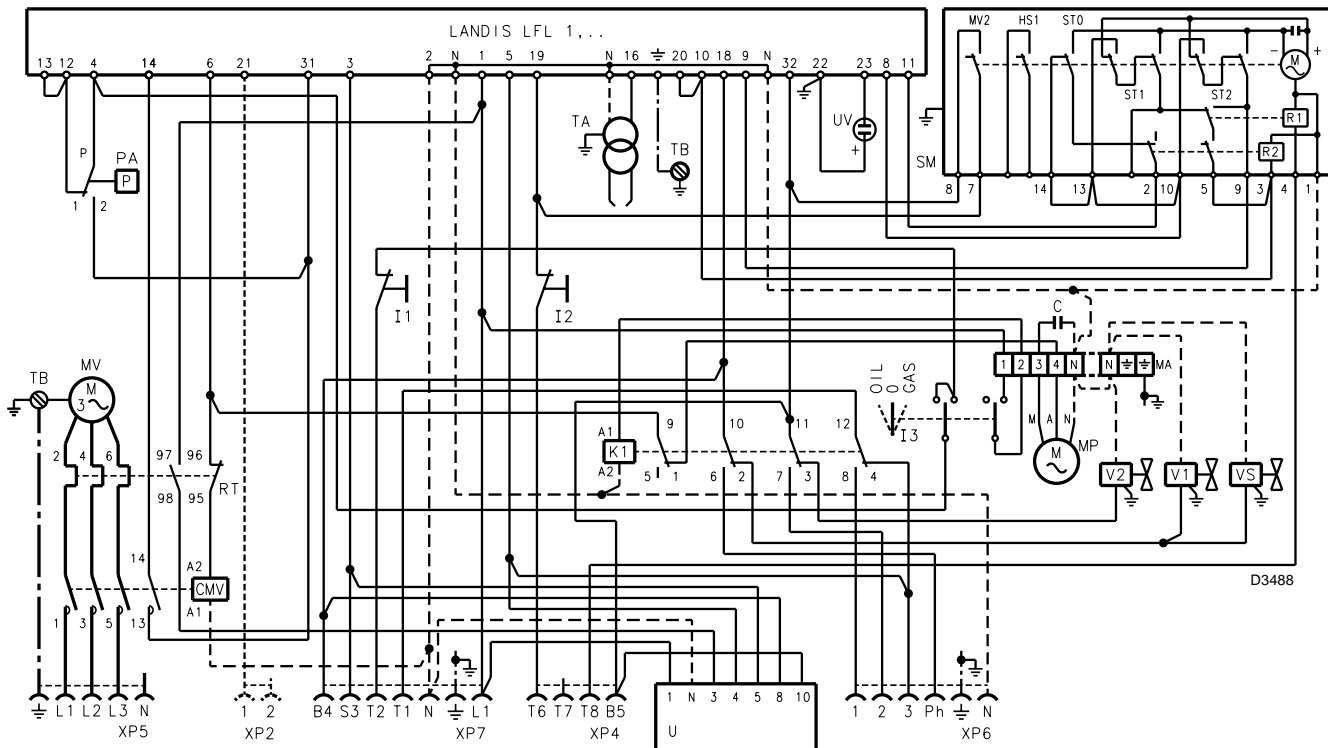 LANDIS LFL 1,..
MV2 HS1 ST0
13 12 4 14 6 21 31 3 2 N 1 5 19 N 16 20 10 18 9 N 32 22 23 8 11
- M +
ST1 ST2
R1
R2
SM
8 7 14 13 2 10 5 9 3 4 1
TA
TB
UV
+
P PA
P
1 2
I1 I2
C
OIL
0
GAS
I3
1 2 3 4 N N MA
M A N
M MP
TB MV
M
3
2 4 6 97 96
98 95 RT
A1 K1 A2
9 10 11 12
5 1 6 2 7 3 8 4
V2 V1 VS
14 A2
CMV
A1
1 3 5 13
D3488
L1 L2 L3 N
XP5
1 2
XP2
B4 S3 T2 T1 N L1
XP7
T6 T7 T8 B5
XP4
1 N 3 4 5 8 10
U
1 2 3 Ph N
XP6